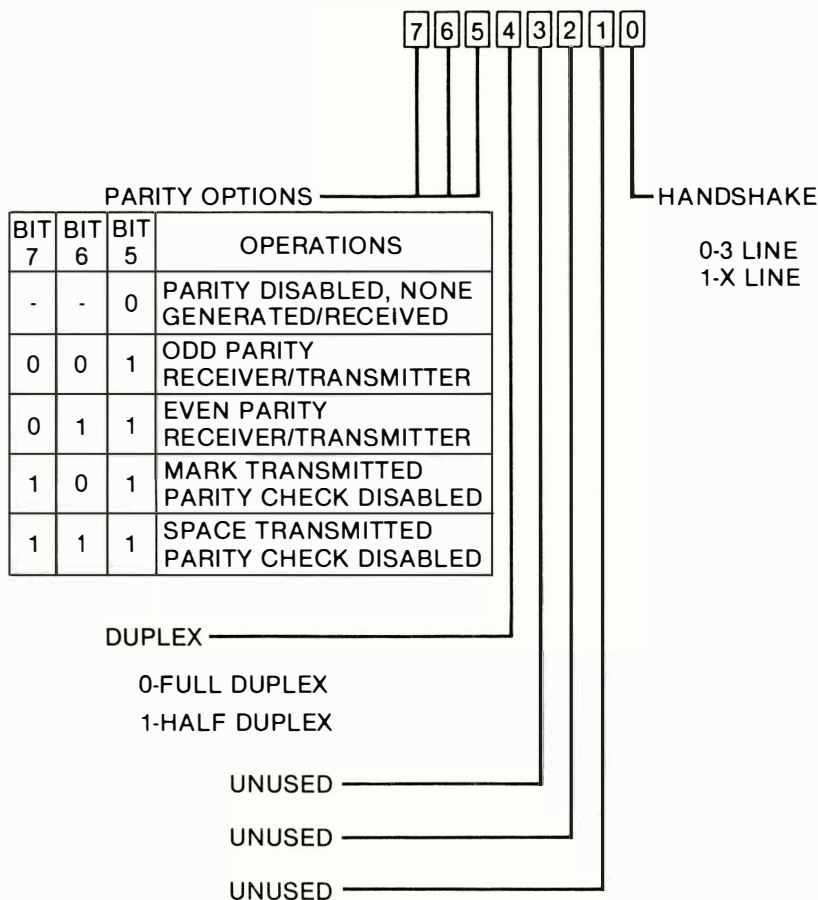 7 6 5 4 3 2 1 0
PARITY OPTIONS
HANDSHAKE
0-3 LINE
1-X LINE
BIT 7 BIT 6 BIT 5 OPERATIONS
- - 0 PARITY DISABLED, NONE
GENERATED/RECEIVED
0 0 1 ODD PARITY
RECEIVER/TRANSMITTER
0 1 1 EVEN PARITY
RECEIVER/TRANSMITTER
1 0 1 MARK TRANSMITTED
PARITY CHECK DISABLED
1 1 1 SPACE TRANSMITTED
PARITY CHECK DISABLED
DUPLEX
0-FULL DUPLEX
1-HALF DUPLEX
UNUSED
UNUSED
UNUSED